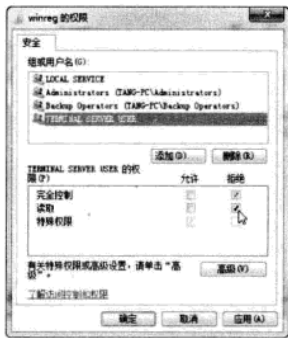 winreg 的权限
安全
组或用户名(G):
LOCAL SERVICE
Administrators (TANG-PC\Administrators)
Backup Operators (TANG-PC\Backup Operators)
TERMINAL SERVER USER
添加(D)...
删除(R)
TERMINAL SERVER USER 的权限(P)
允许
拒绝
完全控制
读取
特殊权限
有关特殊权限或高级设置，请单击“高级”。
高级(V)
了解访问控制和权限
确定
取消
应用(A)